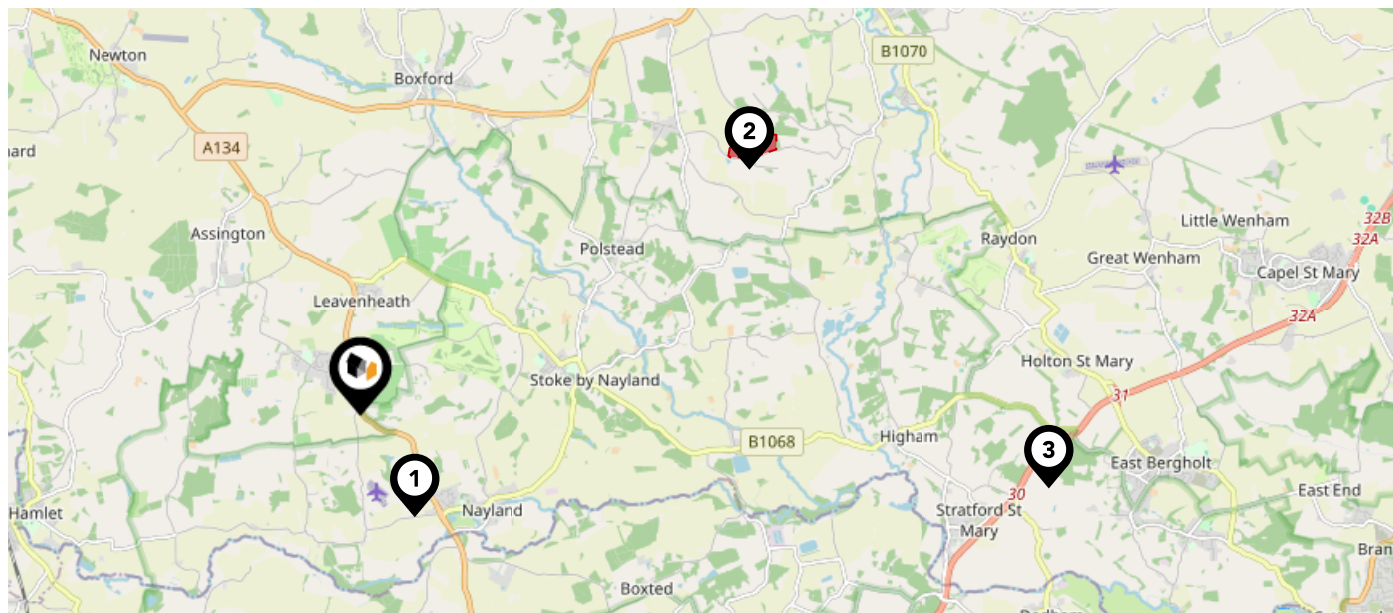 Newton
B1070
Boxford
2
A134
ard
Little Wenham
32B
Assington
Raydon
32A
Polstead
Great Wenham
Capel St Mary
Leavenheath
32A
Holton St Mary
Stoke by Nayland
31
B1068
Higham
3
East Bergholt
1
30
East End
Hamlet
Nayland
Stratford St
Mary
Bran
Boxted